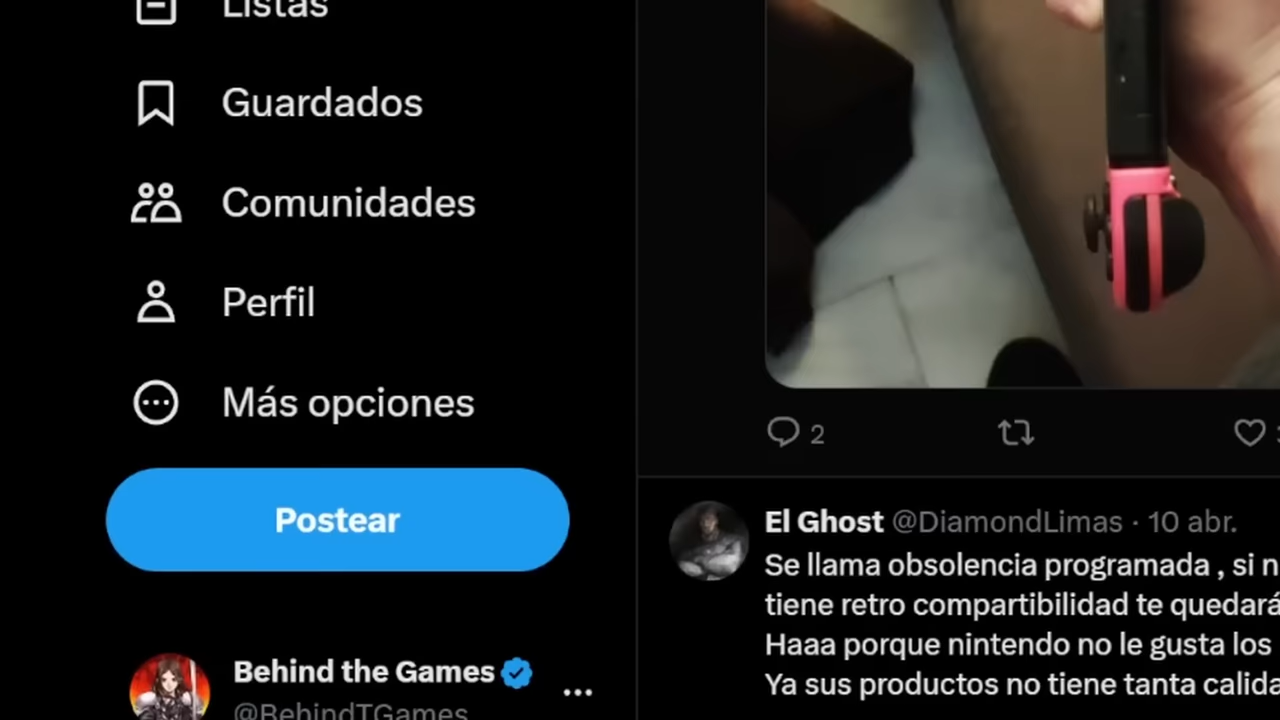 Listas
Guardados
Comunidades
Perfil
Más opciones
Postear
Behind the Games
@BehindTGames
2
El Ghost @DiamondLimas · 10 abr.
Se llama obsolencia programada , si
tiene retro compartibilidad te quedará
Haaa porque nintendo no le gusta los
Ya sus productos no tiene tanta